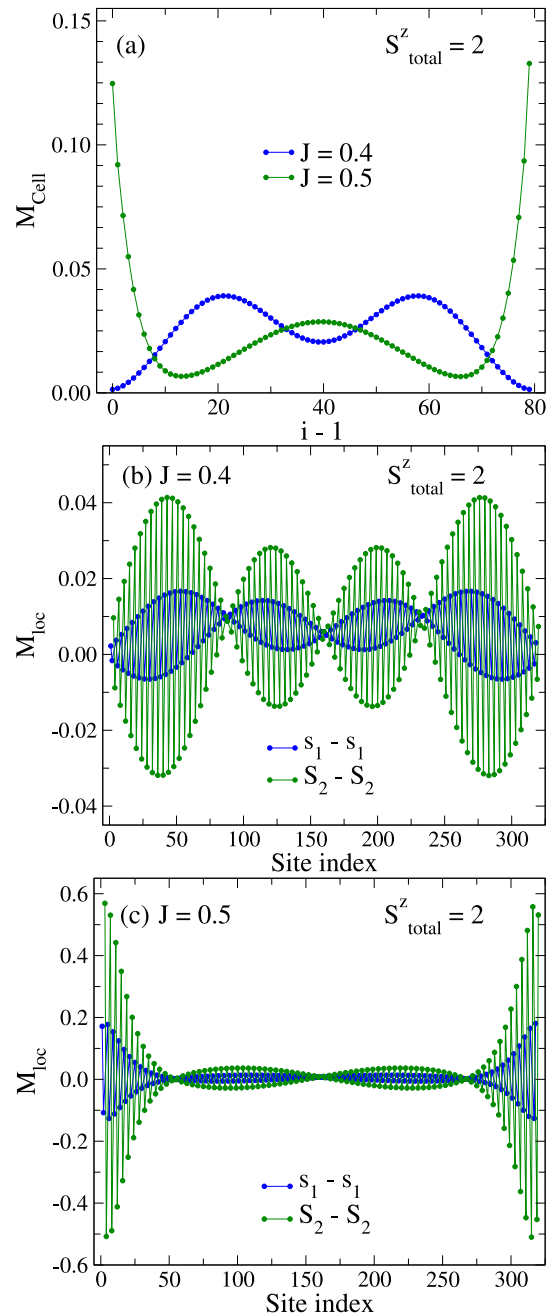 (a) S^z_total = 2
0.15
0.10
0.05
0.00
M_Cell
J = 0.4
J = 0.5
0 20 40 60 80
i - 1
(b) J = 0.4 S^z_total = 2
0.04
0.02
0.00
-0.02
-0.04
M_loc
s_1 - s_1
S_2 - S_2
0 50 100 150 200 250 300
Site index
(c) J = 0.5 S^z_total = 2
0.6
0.4
0.2
0.0
-0.2
-0.4
-0.6
M_loc
s_1 - s_1
S_2 - S_2
0 50 100 150 200 250 300
Site index